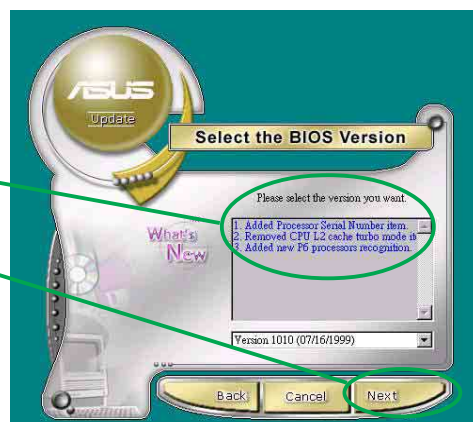 ASUS
Update
Select the BIOS Version
Please select the version you want.
What's
New
1. Added Processor Serial Number item.
2. Removed CPU L2 cache turbo mode it
3. Added new P6 processors recognition.
Version 1010 (07/16/1999)
Back
Cancel
Next